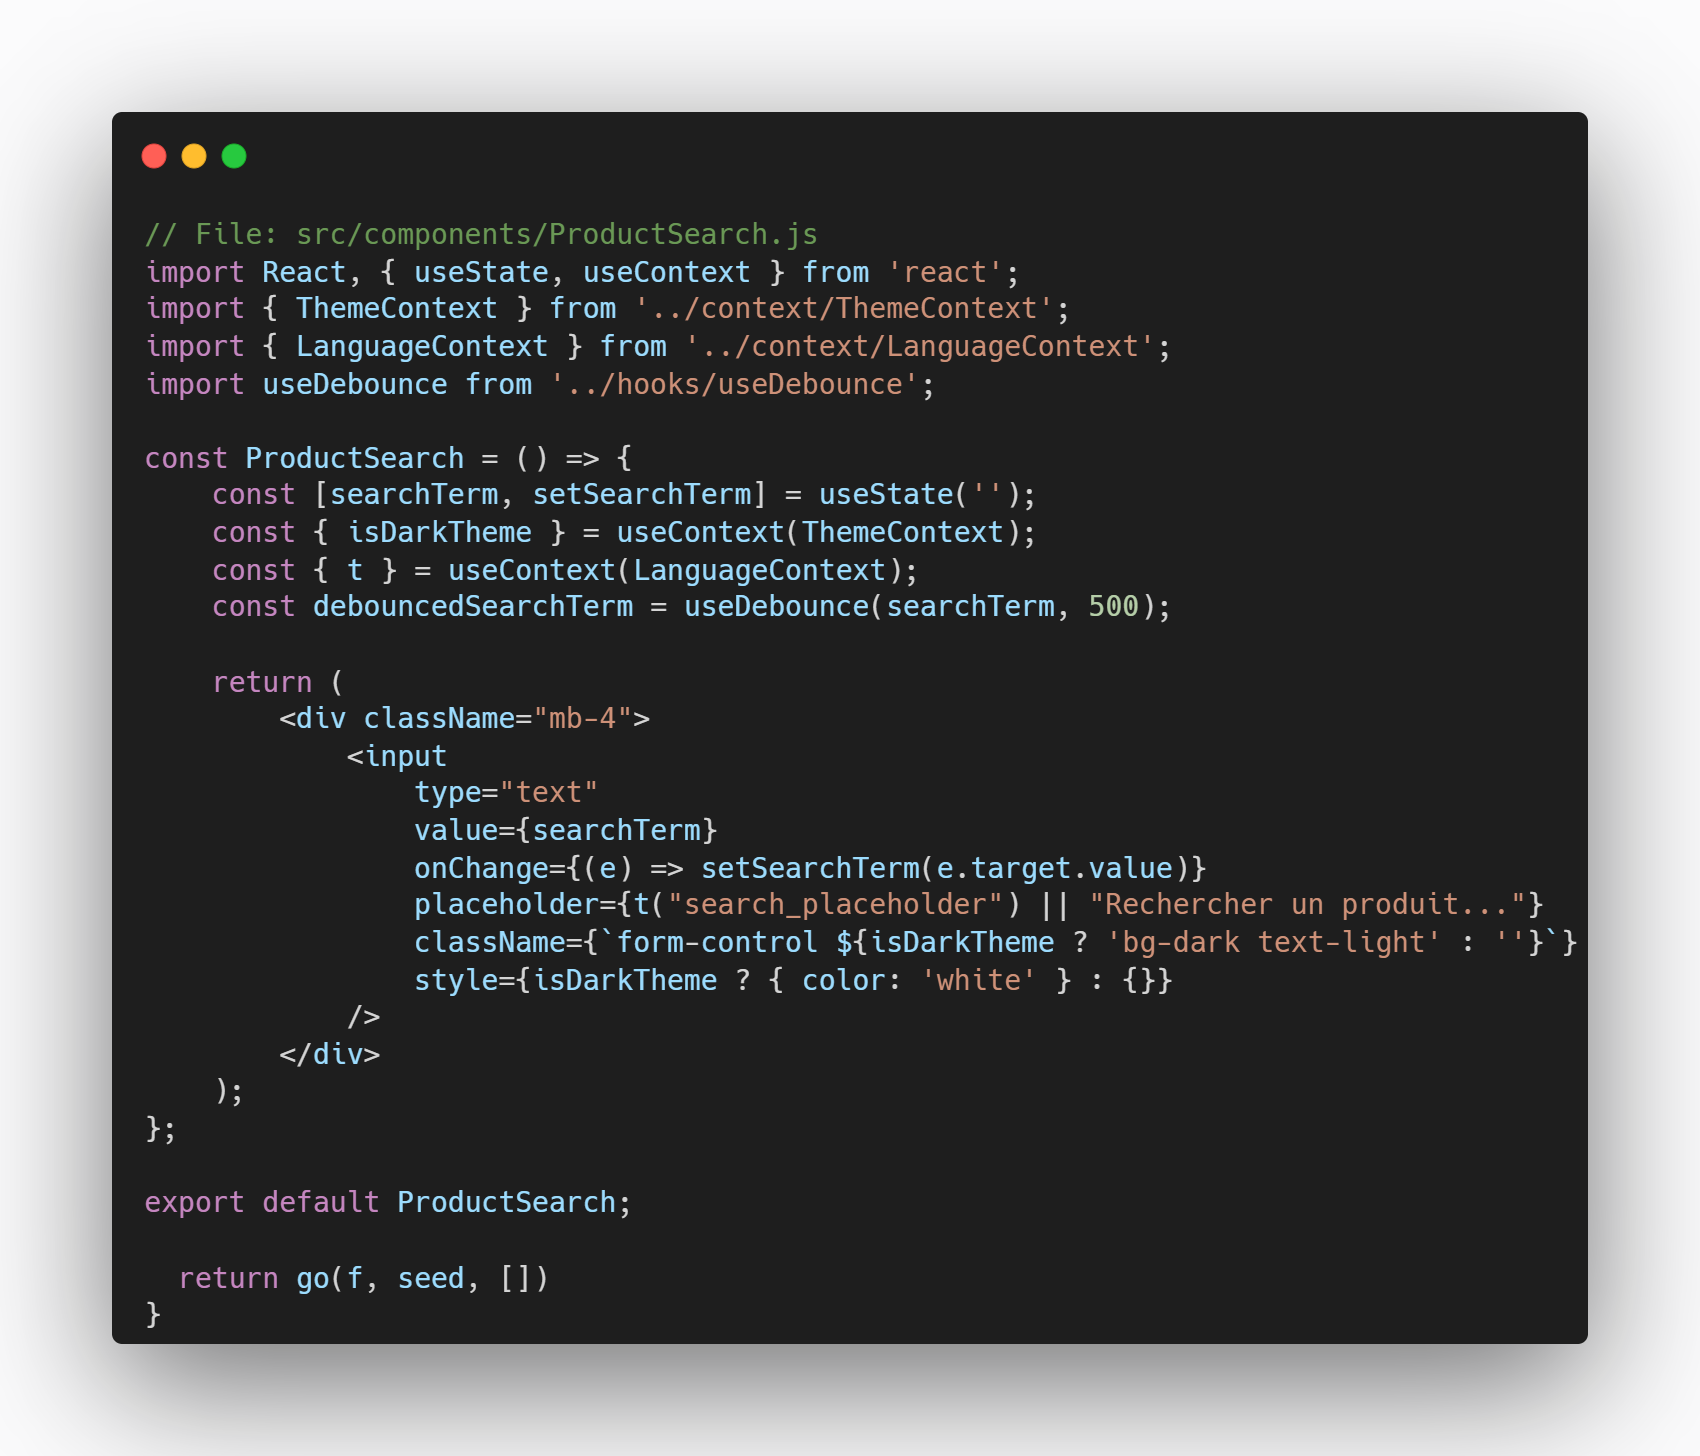 // File: src/components/ProductSearch.js
import React, { useState, useContext } from 'react';
import { ThemeContext } from '../context/ThemeContext';
import { LanguageContext } from '../context/LanguageContext';
import useDebounce from '../hooks/useDebounce';

const ProductSearch = () => {
    const [searchTerm, setSearchTerm] = useState('');
    const { isDarkTheme } = useContext(ThemeContext);
    const { t } = useContext(LanguageContext);
    const debouncedSearchTerm = useDebounce(searchTerm, 500);

    return (
        <div className="mb-4">
            <input
                type="text"
                value={searchTerm}
                onChange={(e) => setSearchTerm(e.target.value)}
                placeholder={t("search_placeholder") || "Rechercher un produit..."}
                className={`form-control ${isDarkTheme ? 'bg-dark text-light' : ''}`}
                style={isDarkTheme ? { color: 'white' } : {}}
            />
        </div>
    );
};

export default ProductSearch;

  return go(f, seed, [])
}